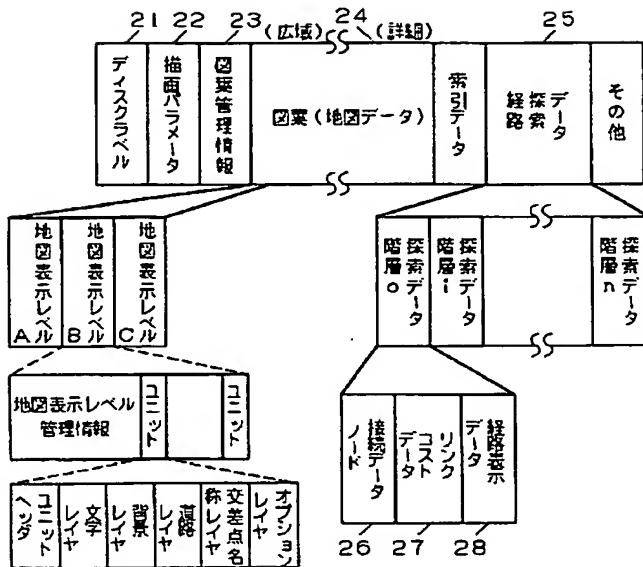 21 22 23 (広域) 24 (詳細) 25
ディスクラベル
描画パラメータ
図葉管理情報
図葉(地図データ)
索引データ
経路探索データ
その他
地図表示レベルA
地図表示レベルB
地図表示レベルC
階層0探索データ
階層i探索データ
階層n探索データ
地図表示レベル管理情報
ユニット
ユニット
ユニットヘッダ
文字レイヤ
背景レイヤ
道路レイヤ
交差点名称レイヤ
オプションレイヤ
ノード接続データ
リンクコストデータ
経路表示データ
26 27 28